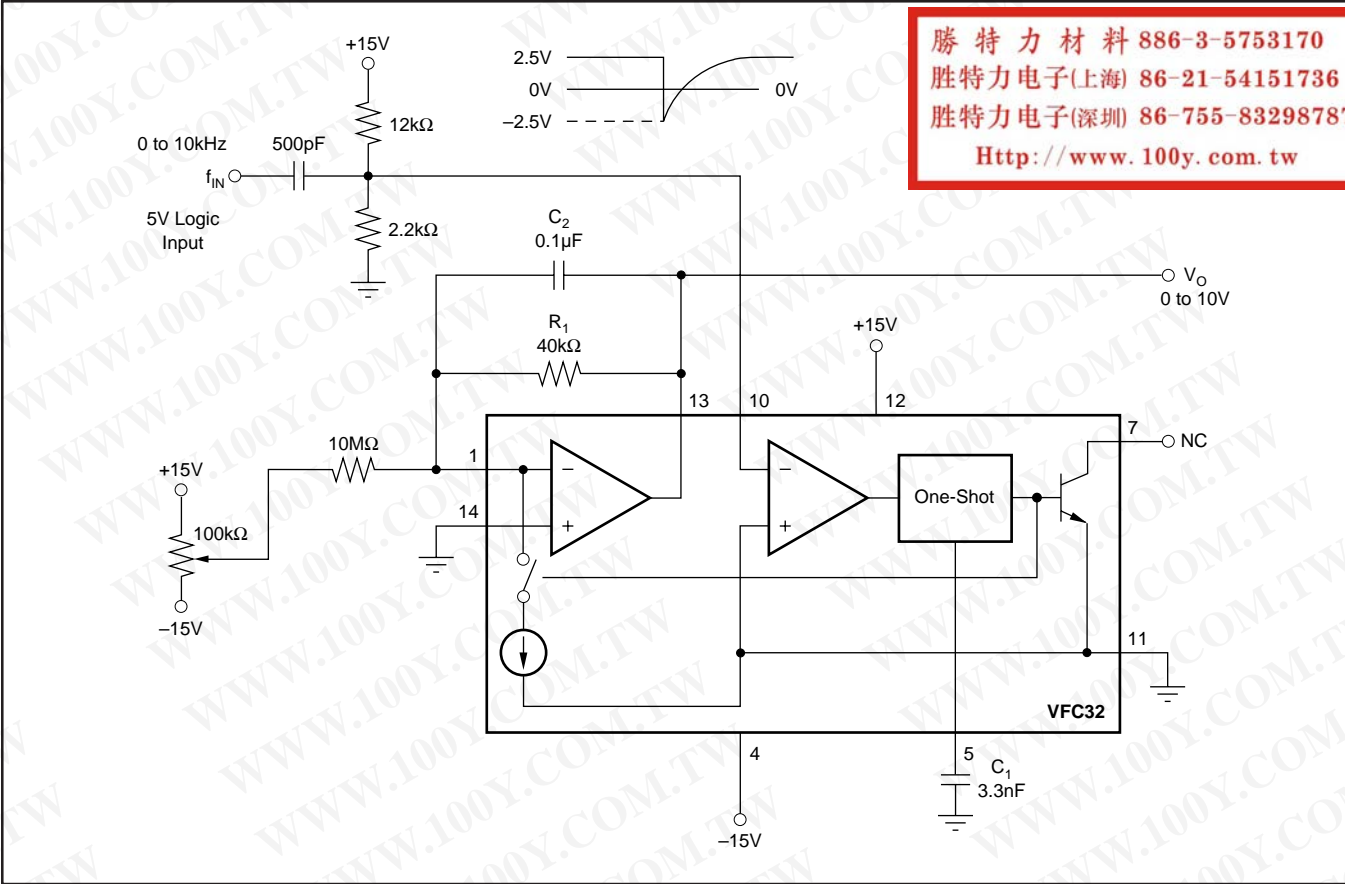 勝 特 力 材 料 886-3-5753170
胜特力电子(上海) 86-21-54151736
胜特力电子(深圳) 86-755-8329878
Http://www.100y.com.tw
+15V
2.5V
0V
0V
–2.5V
12kΩ
0 to 10kHz
500pF
fIN
5V Logic
Input
2.2kΩ
C2
0.1µF
VO
0 to 10V
R1
40kΩ
+15V
13
10
12
7
NC
10MΩ
1
+15V
14
100kΩ
–15V
One-Shot
11
VFC32
4
5
C1
3.3nF
–15V
WWW.100Y.COM.TW